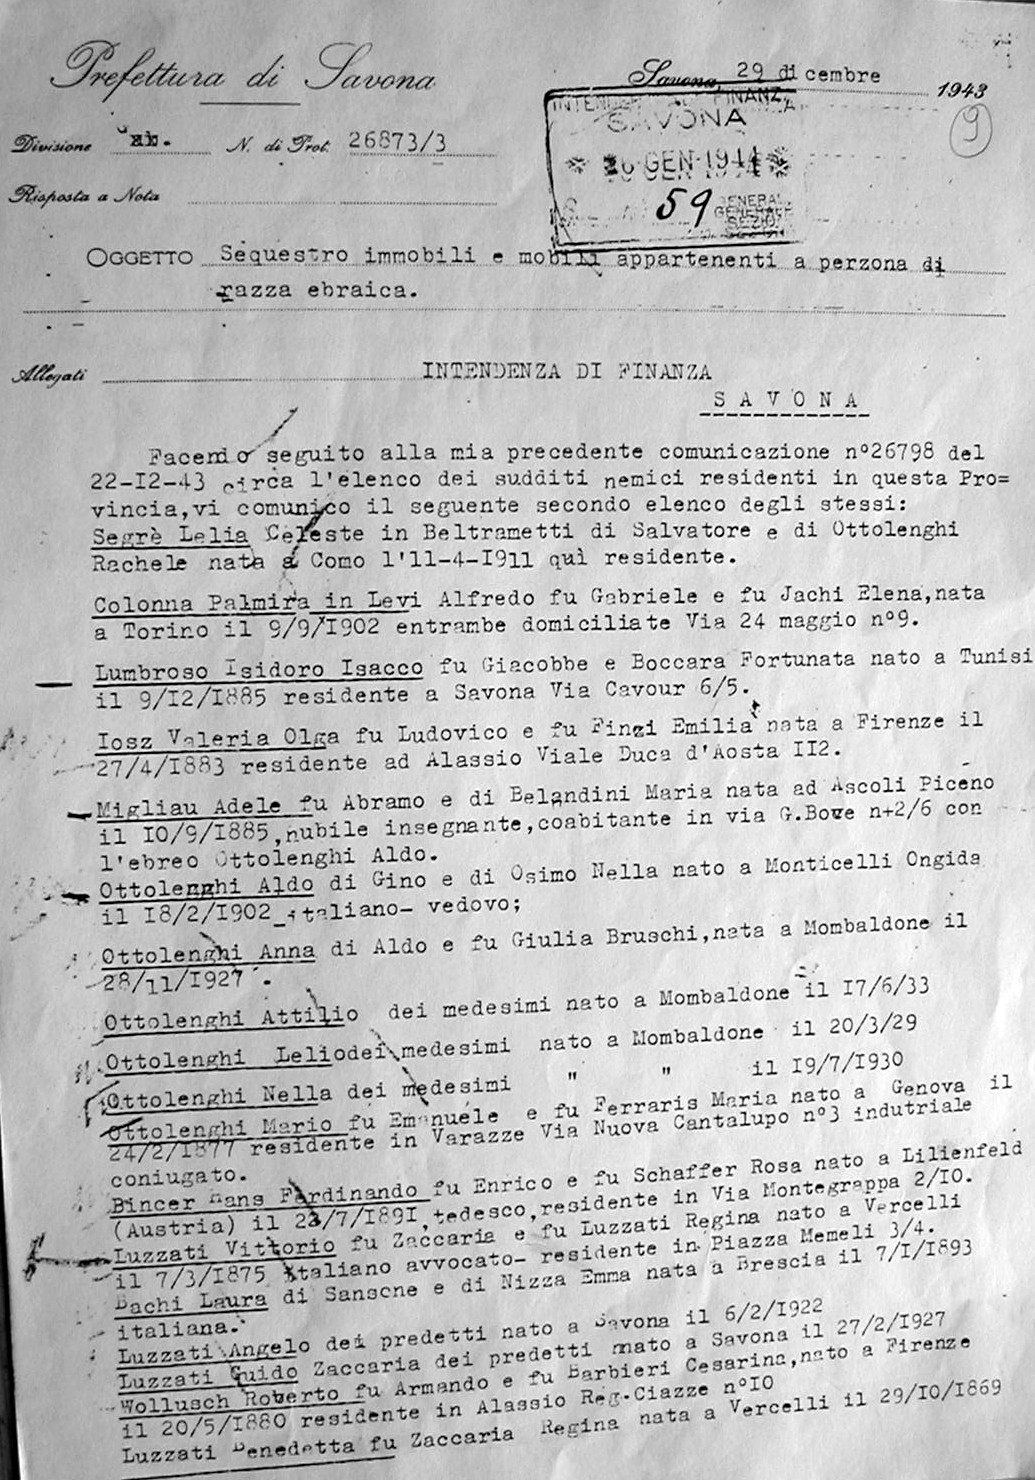 Prefettura di Savona
Savona, 29 dicembre 1943
9
INTENDENZA DI FINANZA
SAVONA
GEN 1944
59
Divisione Gab. N. di Prot. 26873/3
Risposta a Nota
OGGETTO Sequestro immobili e mobili appartenenti a perzona di
razza ebraica.
Allegati
INTENDENZA DI FINANZA
S A V O N A
Facendo seguito alla mia precedente comunicazione n°26798 del
22-I2-43 circa l'elenco dei sudditi nemici residenti in questa Pro=
vincia,vi comunico il seguente secondo elenco degli stessi:
Segrè Lelia Celeste in Beltrametti di Salvatore e di Ottolenghi
Rachele nata a Como l'11-4-I911 quì residente.
Colonna Palmira in Levi Alfredo fu Gabriele e fu Jachi Elena,nata
a Torino il 9/9/I902 entrambe domiciliate Via 24 maggio n°9.
Lumbroso Isidoro Isacco fu Giacobbe e Boccara Fortunata nato a Tunisi
il 9/I2/I885 residente a Savona Via Cavour 6/5.
Iosz Valeria Olga fu Ludovico e fu Finzi Emilia nata a Firenze il
27/4/I883 residente ad Alassio Viale Duca d'Aosta II2.
Migliau Adele fu Abramo e di Belandini Maria nata ad Ascoli Piceno
il IO/9/I885,nubile insegnante,coabitante in via G.Bove n+2/6 con
l'ebreo Ottolenghi Aldo.
Ottolenghi Aldo di Gino e di Osimo Nella nato a Monticelli Ongida
il I8/2/I902 italiano- vedovo;
Ottolenghi Anna di Aldo e fu Giulia Bruschi,nata a Mombaldone il
28/11/I927 .
Ottolenghi Attilio dei medesimi nato a Mombaldone il I7/6/33
Ottolenghi Leliodei medesimi nato a Mombaldone il 20/3/29
Ottolenghi Nella dei medesimi " " il I9/7/I930
Ottolenghi Mario fu Emanuele e fu Ferraris Maria nato a Genova il
24/2/I877 residente in Varazze Via Nuova Cantalupo n°3 indutriale
coniugato.
Bincer Hans Ferdinando fu Enrico e fu Schaffer Rosa nato a Lilienfeld
(Austria) il 23/7/I89I,tedesco,residente in Via Montegrappa 2/IO.
Luzzati Vittorio fu Zaccaria e fu Luzzati Regina nato a Vercelli
il 7/3/I875 italiano avvocato- residente in Piazza Memeli 3/4.
Bachi Laura di Sansone e di Nizza Emma nata a Brescia il 7/I/I893
italiana.
Luzzati Angelo dei predetti nato a Savona il 6/2/I922
Luzzati Guido Zaccaria dei predetti nato a Savona il 27/2/I927
Wollusch Roberto fu Armando e fu Barbieri Cesarina,nato a Firenze
il 20/5/I880 residente in Alassio Reg.Ciazze n°IO
Luzzati Benedetta fu Zaccaria Regina nata a Vercelli il 29/IO/I869